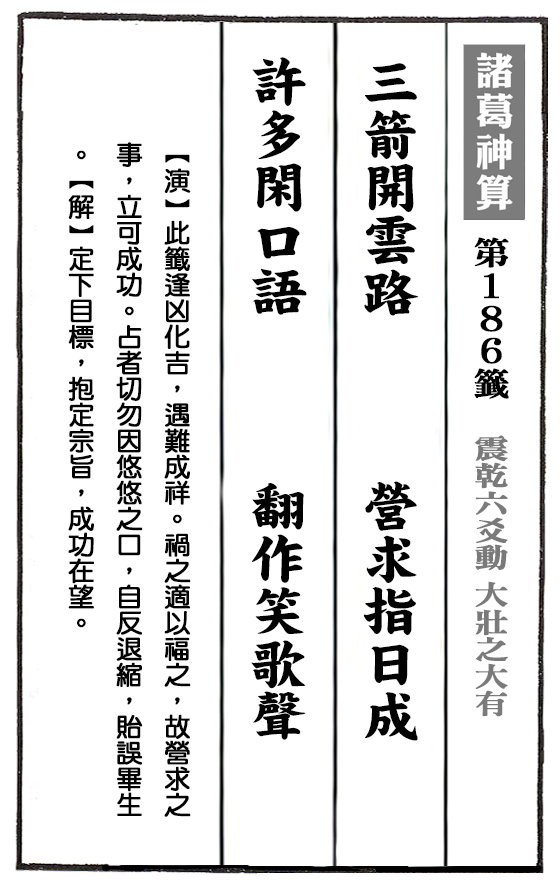 諸葛神算 第186籤 震乾六爻動 大壯之大有
三箭開雲路 營求指日成
許多閑口語 翻作笑歌聲
【演】此籤逢凶化吉，遇難成祥。禍之適以福之，故營求之
事，立可成功。占者切勿因悠悠之口，自反退縮，貽誤畢生
。【解】定下目標，抱定宗旨，成功在望。